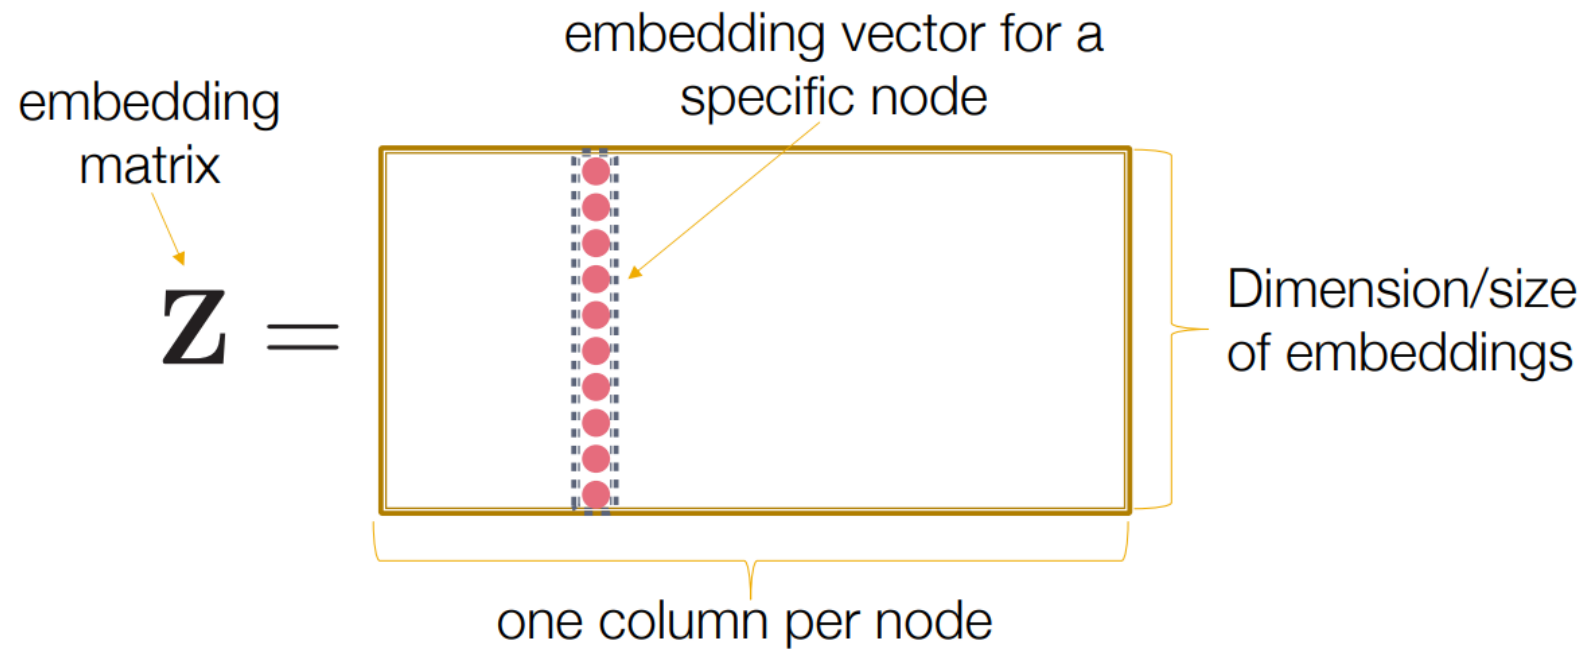 embedding vector for a
specific node
embedding
matrix
Z =
Dimension/size
of embeddings
one column per node